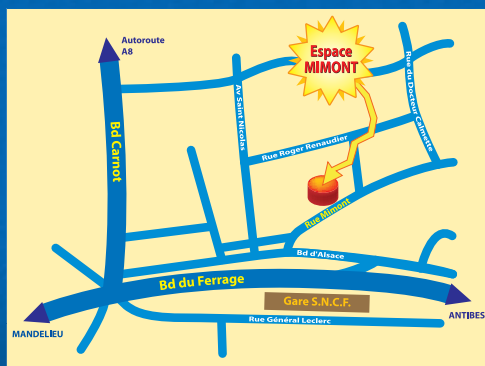 Autoroute
A8
Espace
MIMONT
Rue du Docteur Calmette
Av Saint Nicolas
Bd Carnot
Rue Roger Renaudier
Rue Mimont
Bd d'Alsace
Bd du Ferrage
Gare S.N.C.F.
MANDELIEU
Rue Général Leclerc
ANTIBES